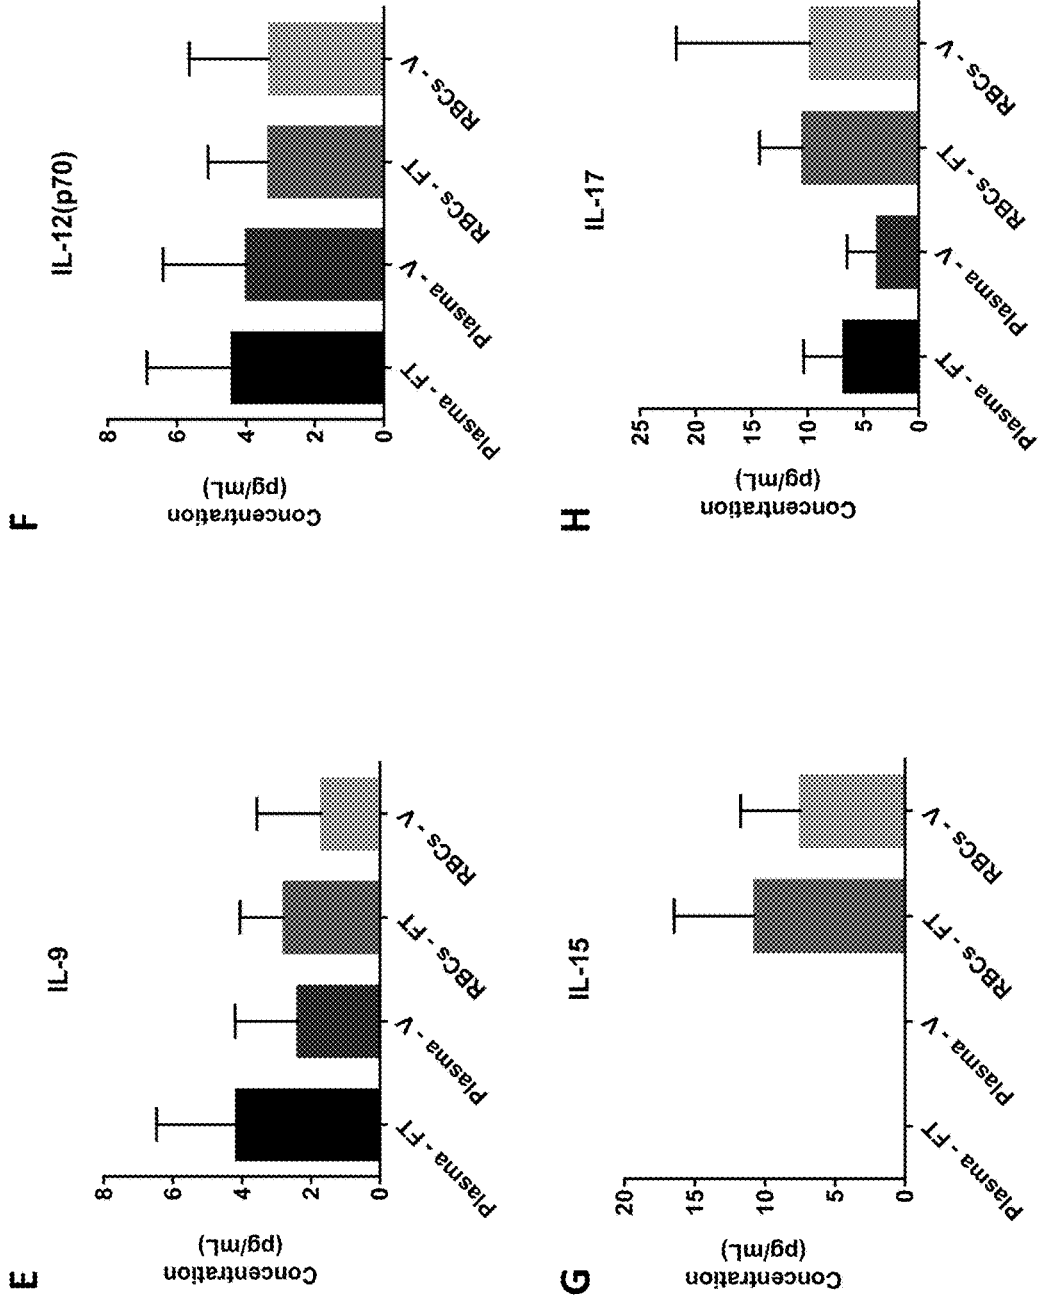 E
IL-9
Concentration
(pg/mL)
8
6
4
2
0
Plasma - FT
Plasma - V
RBCs - FT
RBCs - V
F
IL-12(p70)
Concentration
(pg/mL)
8
6
4
2
0
Plasma - FT
Plasma - V
RBCs - FT
RBCs - V
G
IL-15
Concentration
(pg/mL)
20
15
10
5
0
Plasma - FT
Plasma - V
RBCs - FT
RBCs - V
H
IL-17
Concentration
(pg/mL)
25
20
15
10
5
0
Plasma - FT
Plasma - V
RBCs - FT
RBCs - V